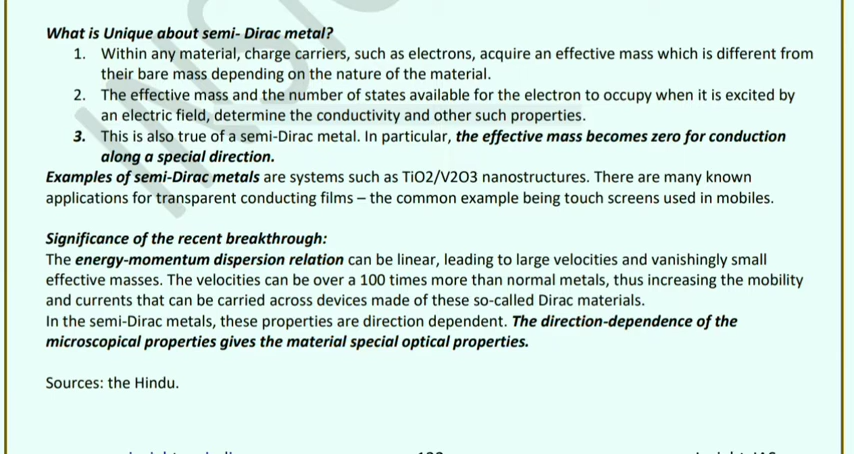 What is Unique about semi- Dirac metal?
1. Within any material, charge carriers, such as electrons, acquire an effective mass which is different from
their bare mass depending on the nature of the material.
2. The effective mass and the number of states available for the electron to occupy when it is excited by
an electric field, determine the conductivity and other such properties.
3. This is also true of a semi-Dirac metal. In particular, the effective mass becomes zero for conduction
along a special direction.
Examples of semi-Dirac metals are systems such as TiO2/V2O3 nanostructures. There are many known
applications for transparent conducting films – the common example being touch screens used in mobiles.
Significance of the recent breakthrough:
The energy-momentum dispersion relation can be linear, leading to large velocities and vanishingly small
effective masses. The velocities can be over a 100 times more than normal metals, thus increasing the mobility
and currents that can be carried across devices made of these so-called Dirac materials.
In the semi-Dirac metals, these properties are direction dependent. The direction-dependence of the
microscopical properties gives the material special optical properties.
Sources: the Hindu.